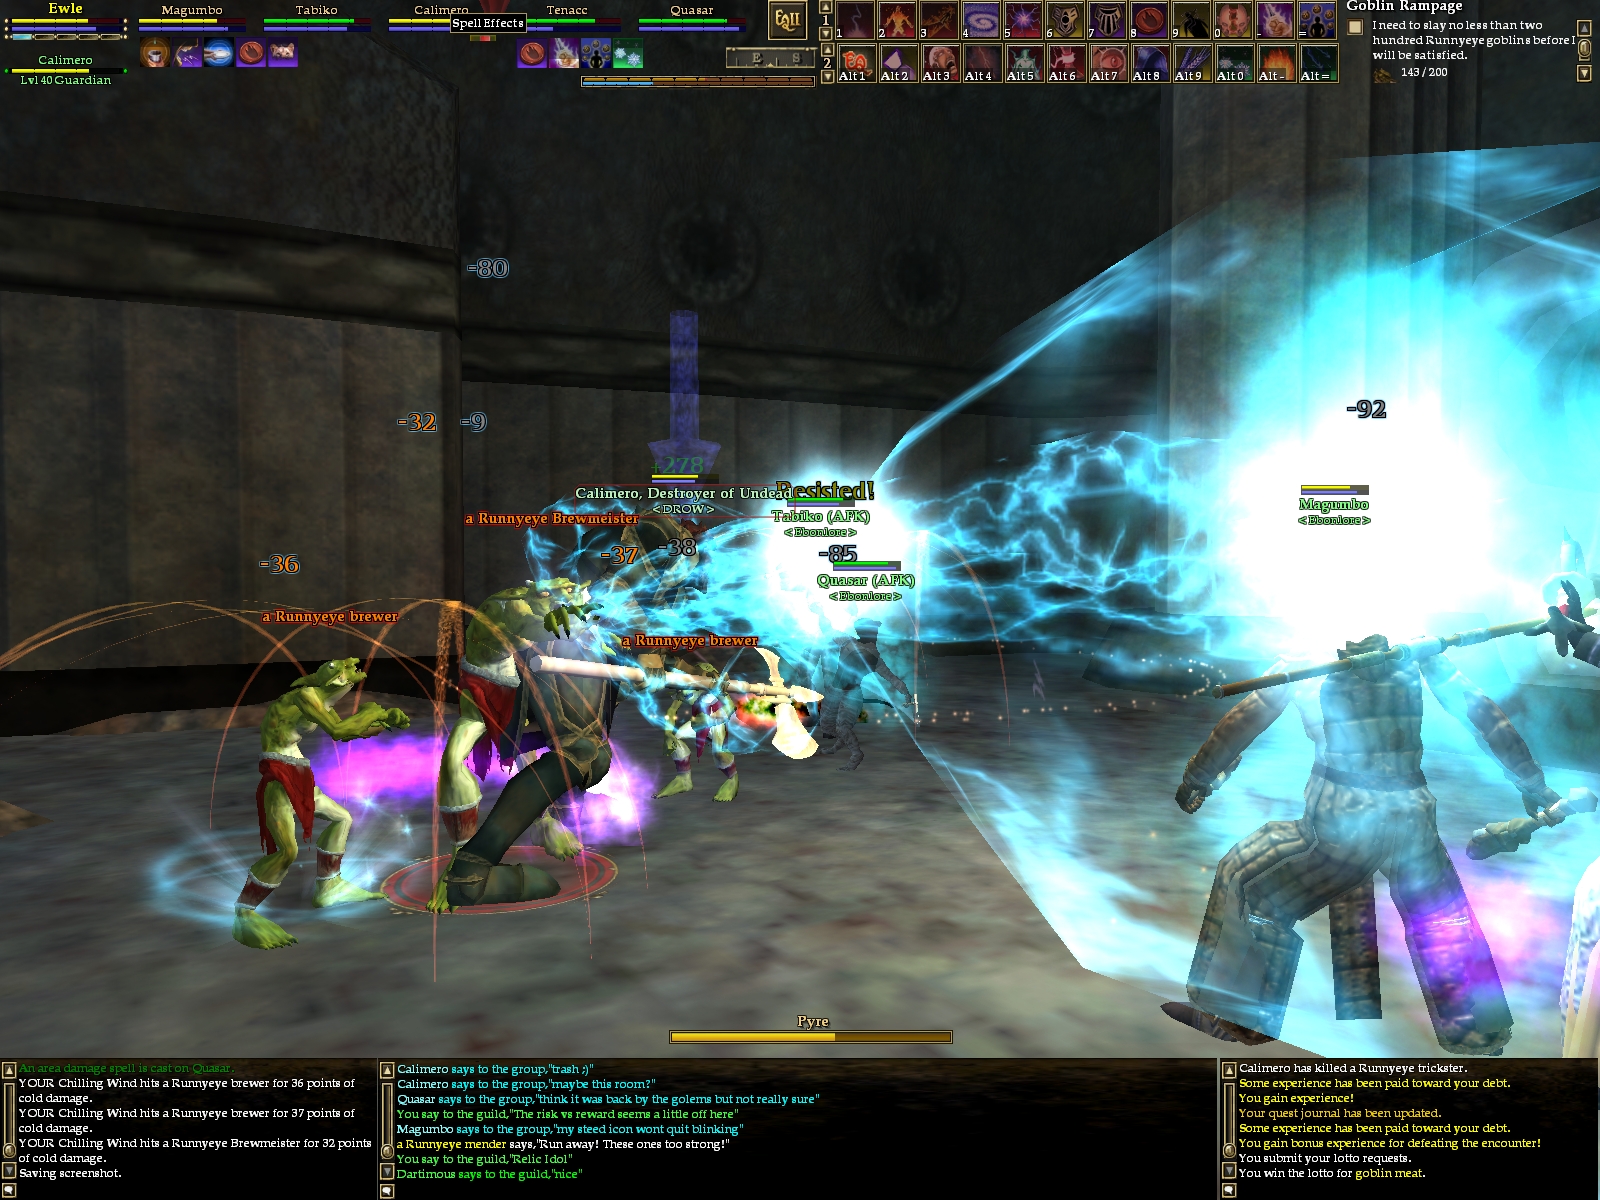 Ewle
Magumbo
Tabiko
Calimero
Tenacc
Quasar
Spell Effects
Calimero
Lvl 40 Guardian
EQII
E S
1
1 2 3 4 5 6 7 8 9 0 - =
2
Alt 1 Alt 2 Alt 3 Alt 4 Alt 5 Alt 6 Alt 7 Alt 8 Alt 9 Alt 0 Alt - Alt =
Goblin Rampage
I need to slay no less than two
hundred Runnyeye goblins before I
will be satisfied.
143 / 200
-80
-32
-9
-92
+278
Calimero, Destroyer of Undead
<DROW>
Resisted!
Tabiko (AFK)
< Ebonlore >
Magumbo
< Ebonlore >
a Runnyeye Brewmeister
-36
-37
-38
-85
Quasar (AFK)
< Ebonlore >
a Runnyeye brewer
a Runnyeye brewer
Pyre
An area damage spell is cast on Quasar.
YOUR Chilling Wind hits a Runnyeye brewer for 36 points of
cold damage.
YOUR Chilling Wind hits a Runnyeye brewer for 37 points of
cold damage.
YOUR Chilling Wind hits a Runnyeye Brewmeister for 32 points
of cold damage.
Saving screenshot.
Calimero says to the group,"trash ;)"
Calimero says to the group,"maybe this room?"
Quasar says to the group,"think it was back by the golems but not really sure"
You say to the guild,"The risk vs reward seems a little off here"
Magumbo says to the group,"my steed icon wont quit blinking"
a Runnyeye mender says,"Run away! These ones too strong!"
You say to the guild,"Relic Idol"
Dartimous says to the guild,"nice"
Calimero has killed a Runnyeye trickster.
Some experience has been paid toward your debt.
You gain experience!
Your quest journal has been updated.
Some experience has been paid toward your debt.
You gain bonus experience for defeating the encounter!
You submit your lotto requests.
You win the lotto for goblin meat.